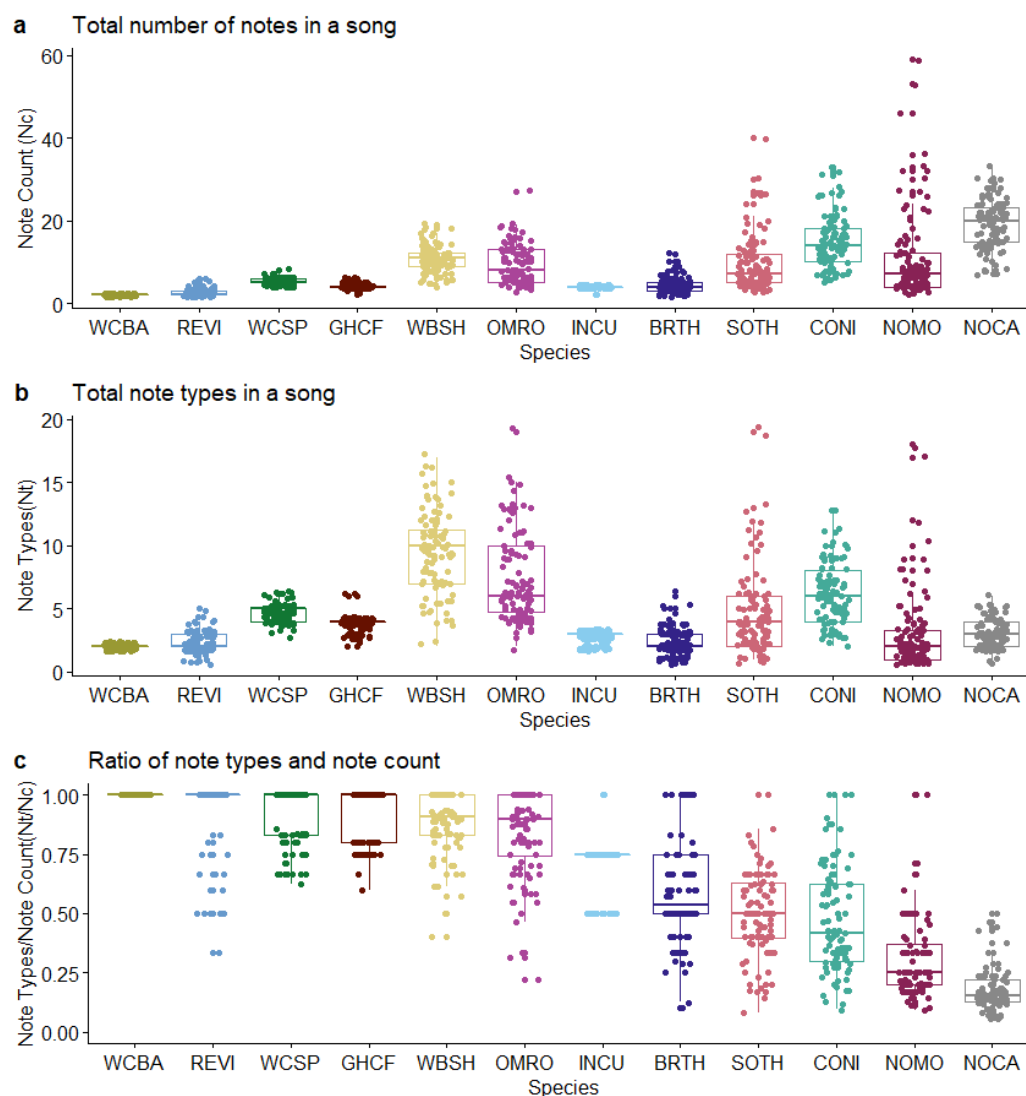 a Total number of notes in a song
Note Count (Nc)
60
40
20
0
WCBA REVI WCSP GHCF WBSH OMRO INCU BRTH SOTH CONI NOMO NOCA
Species
b Total note types in a song
Note Types(Nt)
20
15
10
5
0
WCBA REVI WCSP GHCF WBSH OMRO INCU BRTH SOTH CONI NOMO NOCA
Species
c Ratio of note types and note count
Note Types/Note Count(Nt/Nc)
1.00
0.75
0.50
0.25
0.00
WCBA REVI WCSP GHCF WBSH OMRO INCU BRTH SOTH CONI NOMO NOCA
Species